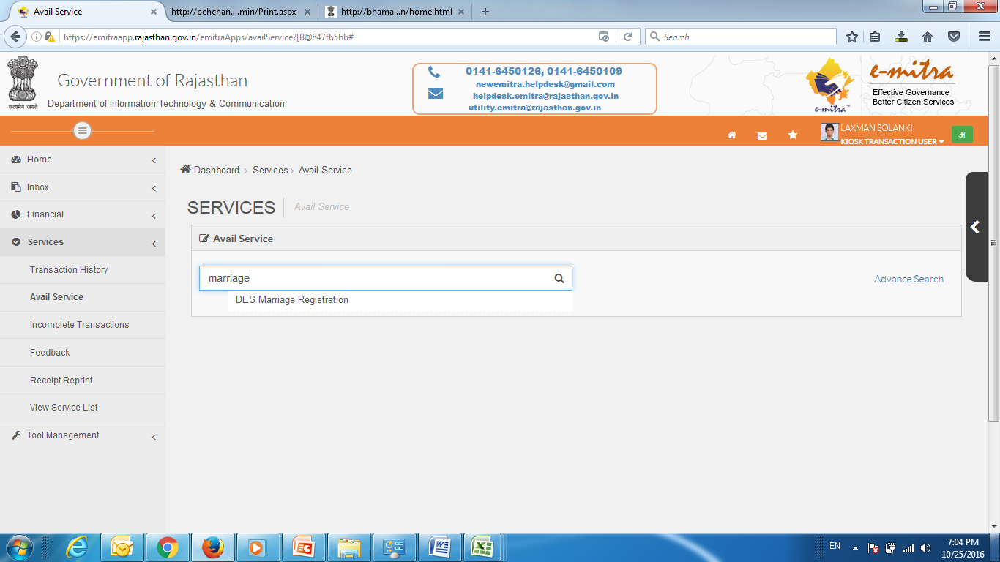 Avail Service
http://pehchan....min/Print.aspx
http://bhama...n/home.html
https://emitraapp.rajasthan.gov.in/emitraApps/availService?[B@847fb5bb#
Search
सत्यमेव जयते
Government of Rajasthan
Department of Information Technology & Communication
0141-6450126, 0141-6450109
newemitra.helpdesk@gmail.com
helpdesk.emitra@rajasthan.gov.in
utility.emitra@rajasthan.gov.in
e-mitra™
e-mitra
Effective Governance
Better Citizen Services
LAXMAN SOLANKI
KIOSK TRANSACTION USER
अ
Home
Inbox
Financial
Services
Transaction History
Avail Service
Incomplete Transactions
Feedback
Receipt Reprint
View Service List
Tool Management
Dashboard > Services > Avail Service
SERVICES
Avail Service
Avail Service
marriage
Advance Search
DES Marriage Registration
EN
7:04 PM
10/25/2016